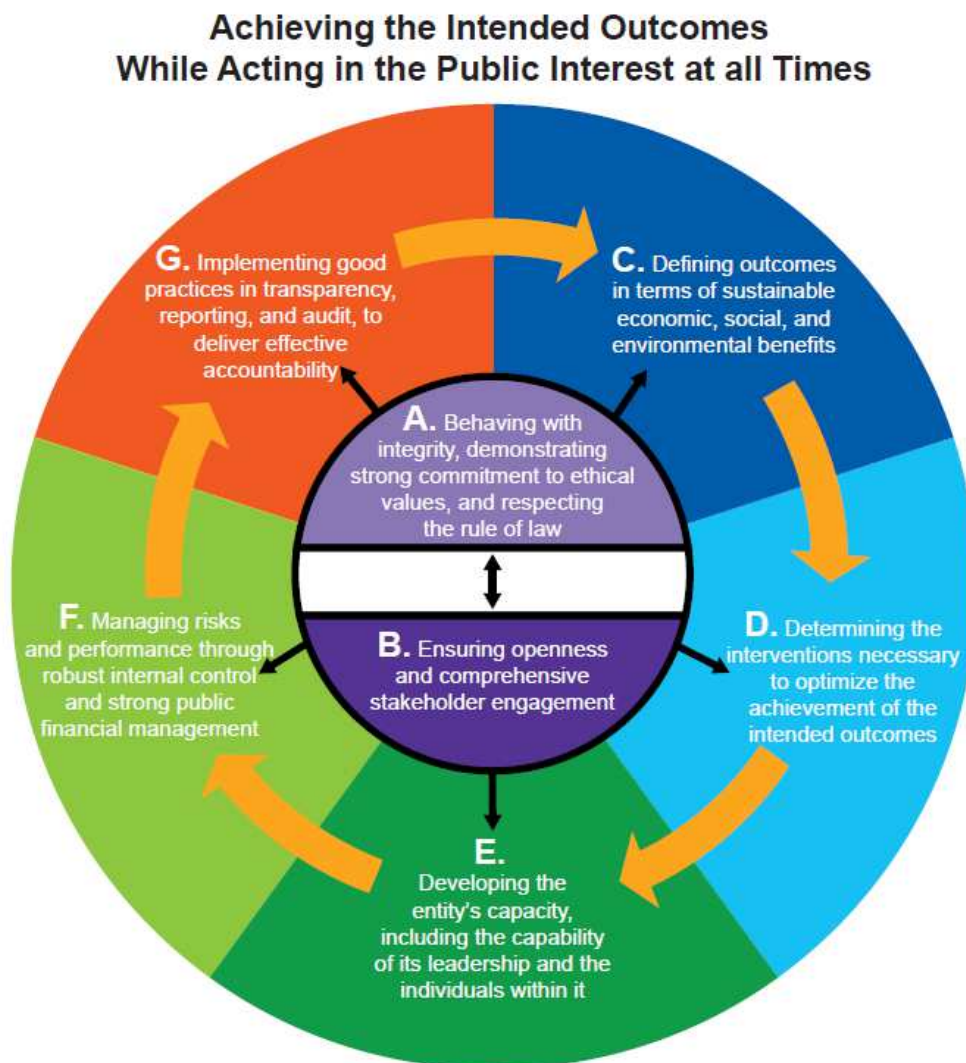 Achieving the Intended Outcomes
While Acting in the Public Interest at all Times
G. Implementing good
practices in transparency,
reporting, and audit, to
deliver effective
accountability
C. Defining outcomes
in terms of sustainable
economic, social, and
environmental benefits
A. Behaving with
integrity, demonstrating
strong commitment to ethical
values, and respecting
the rule of law
B. Ensuring openness
and comprehensive
stakeholder engagement
F. Managing risks
and performance through
robust internal control
and strong public
financial management
D. Determining the
interventions necessary
to optimize the
achievement of the
intended outcomes
E.
Developing the
entity's capacity,
including the capability
of its leadership and the
individuals within it